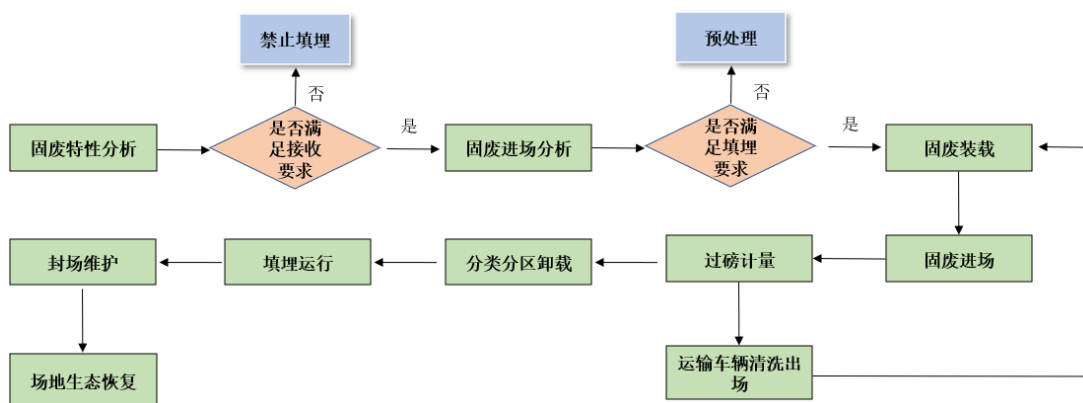 禁止填埋
预处理
否
否
固废特性分析
是否满
足接收
要求
是
固废进场分析
是否满
足填埋
要求
是
固废装载
封场维护
填埋运行
分类分区卸载
过磅计量
固废进场
场地生态恢复
运输车辆清洗出
场